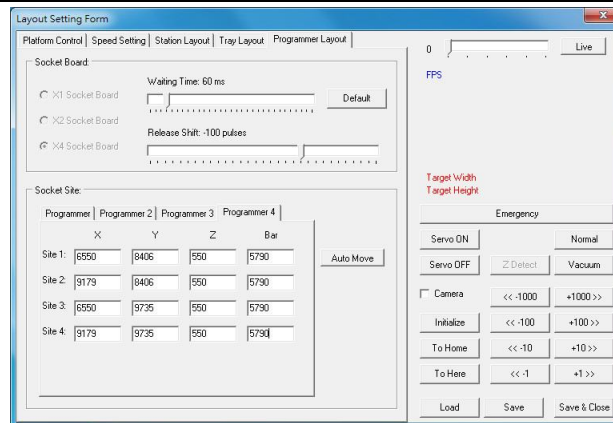 Layout Setting Form
Platform Control Speed Setting Station Layout Tray Layout Programmer Layout
Socket Board:
Waiting Time: 60 ms
X1 Socket Board
Default
X2 Socket Board
Release Shift: -100 pulses
X4 Socket Board
Socket Site:
Programmer Programmer 2 Programmer 3 Programmer 4
X Y Z Bar
Site 1: 6550 8406 550 5790
Auto Move
Site 2: 9179 8406 550 5790
Site 3: 6550 9735 550 5790
Site 4: 9179 9735 550 5790
0 Live
FPS
Target Width
Target Height
Emergency
Servo ON Normal
Servo OFF Z Detect Vacuum
Camera << -1000 +1000 >>
Initialize << -100 +100 >>
To Home << -10 +10 >>
To Here << -1 +1 >>
Load Save Save & Close